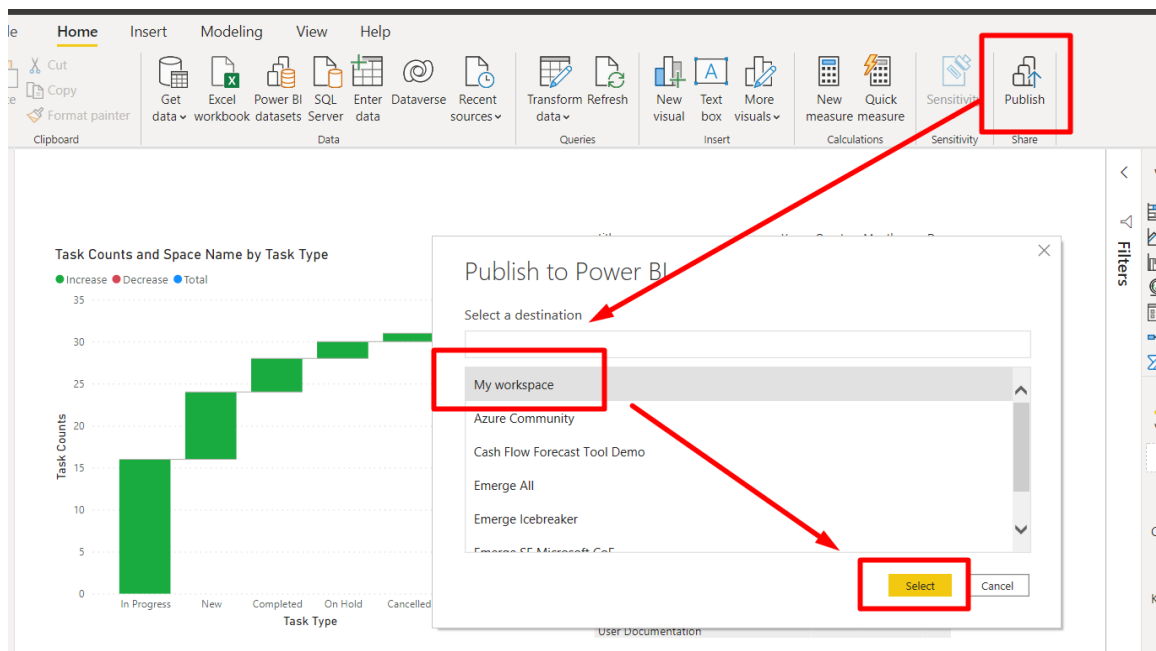 Home Insert Modeling View Help
Cut
Copy
Format painter
Get data
Excel workbook
Power BI datasets
SQL Server
Enter data
Dataverse
Recent sources
Transform data
Refresh
New visual
Text box
More visuals
New measure
Quick measure
Sensitivity
Publish
Clipboard Data Queries Insert Calculations Sensitivity Share
Filters
Task Counts and Space Name by Task Type
Increase Decrease Total
35
30
25
20
15
10
5
0
Task Counts
In Progress New Completed On Hold Cancelled
Task Type
Publish to Power BI
Select a destination
My workspace
Azure Community
Cash Flow Forecast Tool Demo
Emerge All
Emerge Icebreaker
Emerge SE Microsoft CoE
Select Cancel
User Documentation